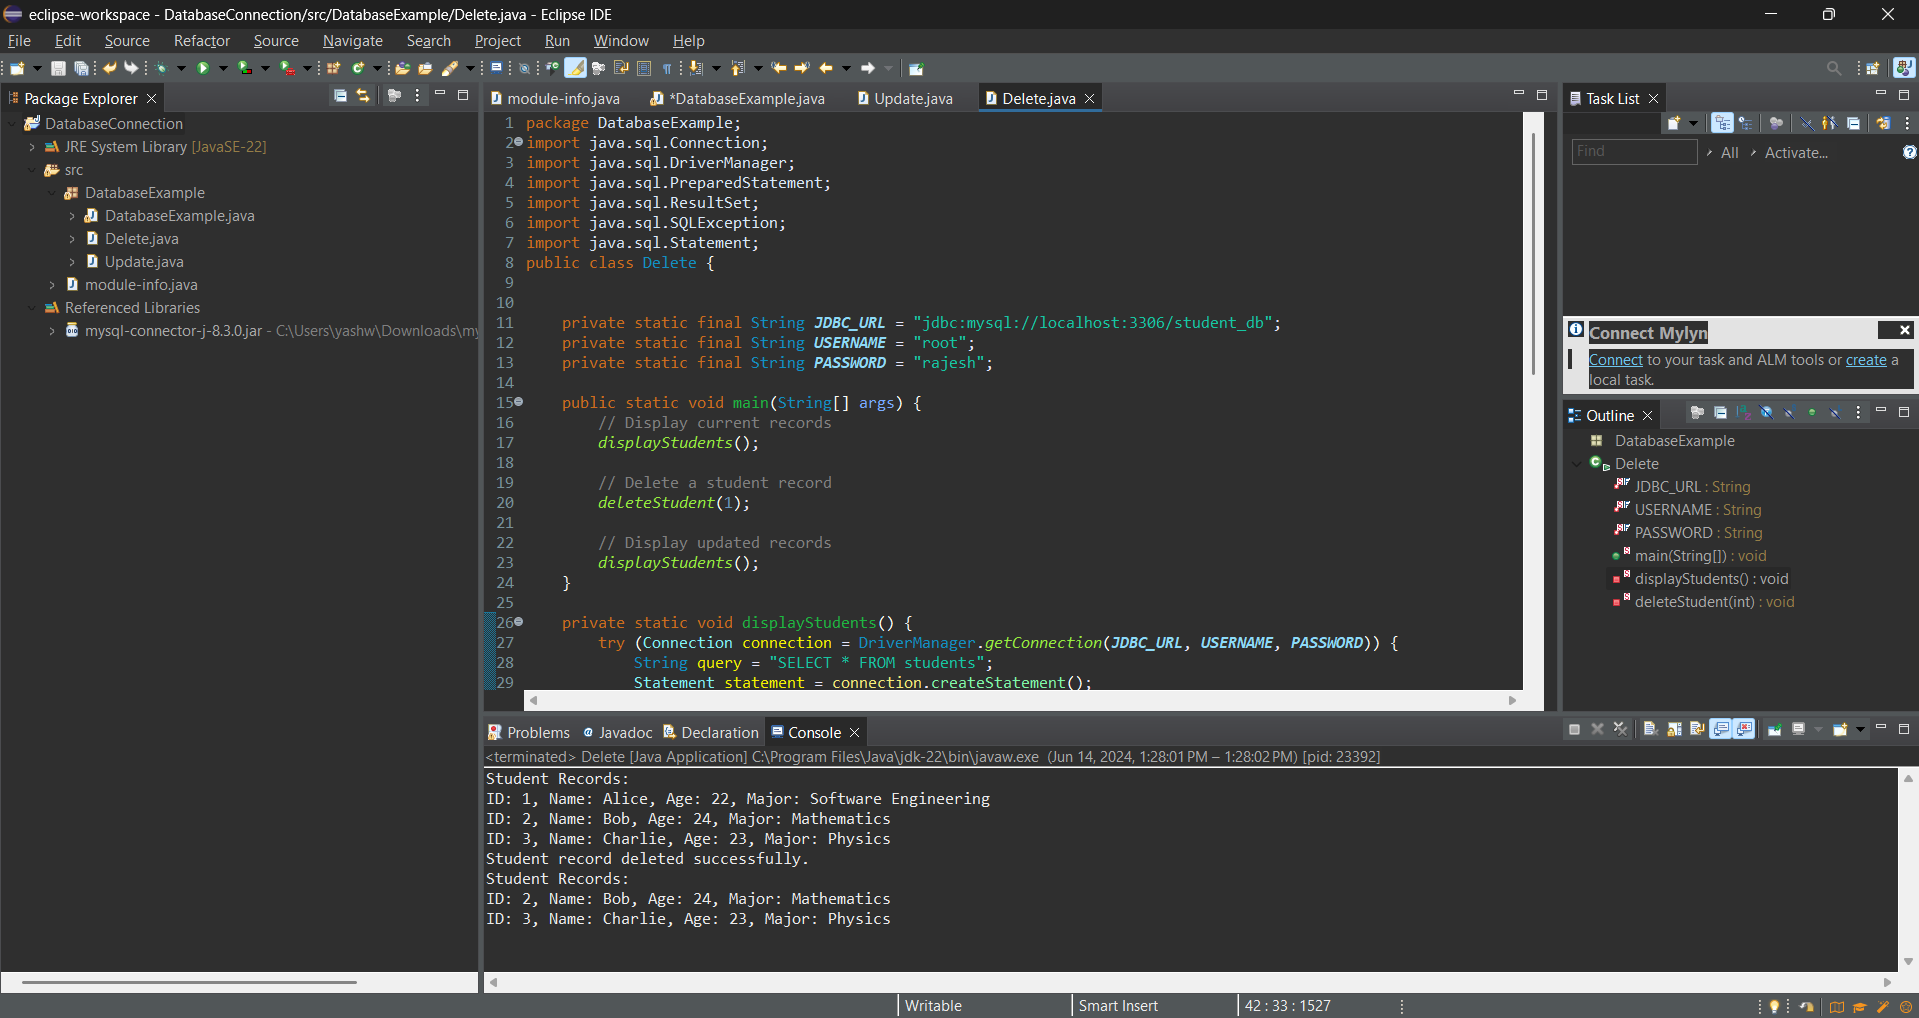 eclipse-workspace - DatabaseConnection/src/DatabaseExample/Delete.java - Eclipse IDE
File Edit Source Refactor Source Navigate Search Project Run Window Help
Package Explorer
DatabaseConnection
JRE System Library [JavaSE-22]
src
DatabaseExample
DatabaseExample.java
Delete.java
Update.java
module-info.java
Referenced Libraries
mysql-connector-j-8.3.0.jar - C:\Users\yashw\Downloads\my
module-info.java *DatabaseExample.java Update.java Delete.java
1 package DatabaseExample;
2 import java.sql.Connection;
3 import java.sql.DriverManager;
4 import java.sql.PreparedStatement;
5 import java.sql.ResultSet;
6 import java.sql.SQLException;
7 import java.sql.Statement;
8 public class Delete {
9
10
11 private static final String JDBC_URL = "jdbc:mysql://localhost:3306/student_db";
12 private static final String USERNAME = "root";
13 private static final String PASSWORD = "rajesh";
14
15 public static void main(String[] args) {
16 // Display current records
17 displayStudents();
18
19 // Delete a student record
20 deleteStudent(1);
21
22 // Display updated records
23 displayStudents();
24 }
25
26 private static void displayStudents() {
27 try (Connection connection = DriverManager.getConnection(JDBC_URL, USERNAME, PASSWORD)) {
28 String query = "SELECT * FROM students";
29 Statement statement = connection.createStatement();
Task List
Find All Activate...
Connect Mylyn
Connect to your task and ALM tools or create a
local task.
Outline
DatabaseExample
Delete
JDBC_URL : String
USERNAME : String
PASSWORD : String
main(String[]) : void
displayStudents() : void
deleteStudent(int) : void
Problems Javadoc Declaration Console
<terminated> Delete [Java Application] C:\Program Files\Java\jdk-22\bin\javaw.exe (Jun 14, 2024, 1:28:01 PM – 1:28:02 PM) [pid: 23392]
Student Records:
ID: 1, Name: Alice, Age: 22, Major: Software Engineering
ID: 2, Name: Bob, Age: 24, Major: Mathematics
ID: 3, Name: Charlie, Age: 23, Major: Physics
Student record deleted successfully.
Student Records:
ID: 2, Name: Bob, Age: 24, Major: Mathematics
ID: 3, Name: Charlie, Age: 23, Major: Physics
Writable Smart Insert 42 : 33 : 1527